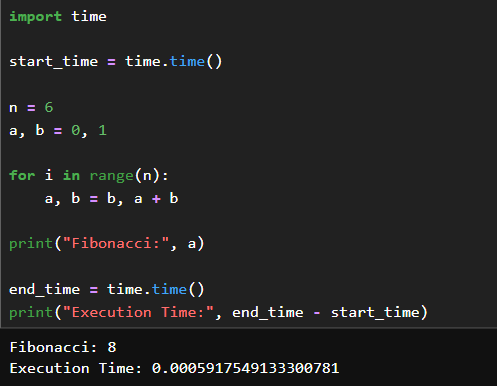 import time
start_time = time.time()
n = 6
a, b = 0, 1
for i in range(n):
    a, b = b, a + b
print("Fibonacci:", a)
end_time = time.time()
print("Execution Time:", end_time - start_time)
Fibonacci: 8
Execution Time: 0.0005917549133300781